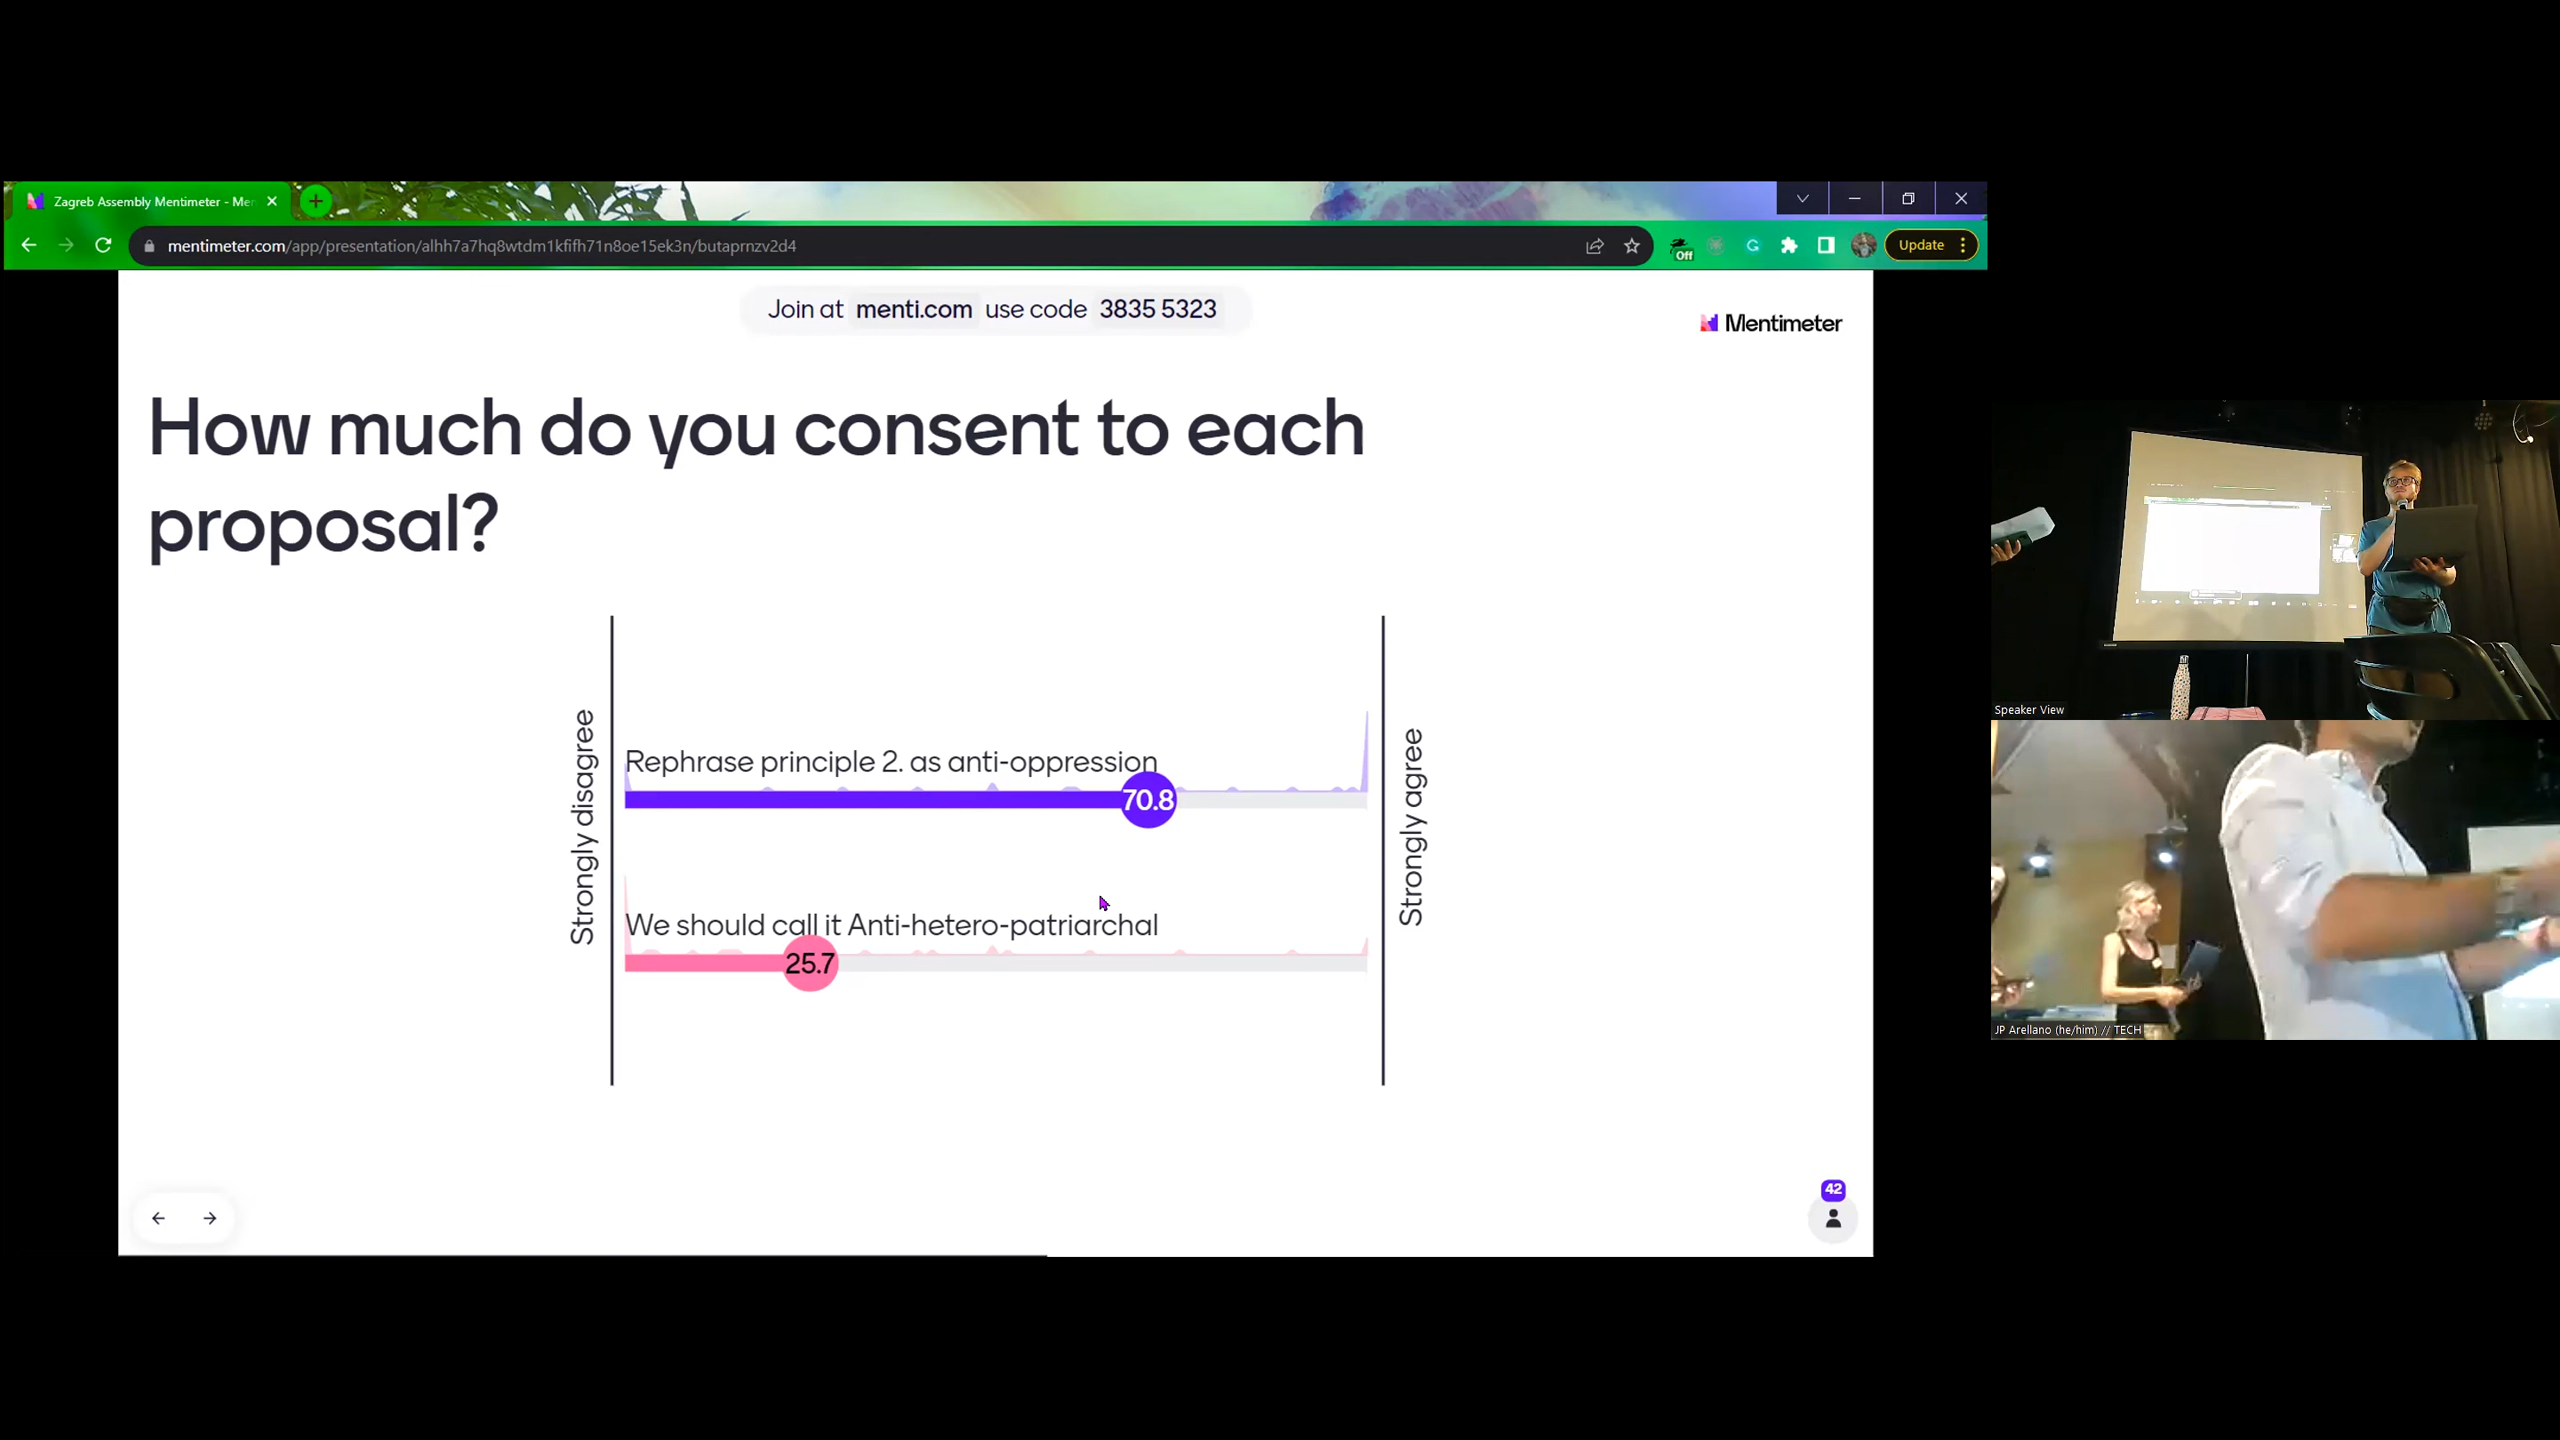 Zagreb Assembly Mentimeter - Men
mentimeter.com/app/presentation/alhh7a7hq8wtdm1kfifh71n8oe15ek3n/butaprnzv2d4
Off
Update
Join at menti.com use code 3835 5323
Mentimeter
How much do you consent to each
proposal?
Strongly disagree
Rephrase principle 2. as anti-oppression
70.8
We should call it Anti-hetero-patriarchal
25.7
Strongly agree
42
Speaker View
JP Arellano (he/him) // TECH